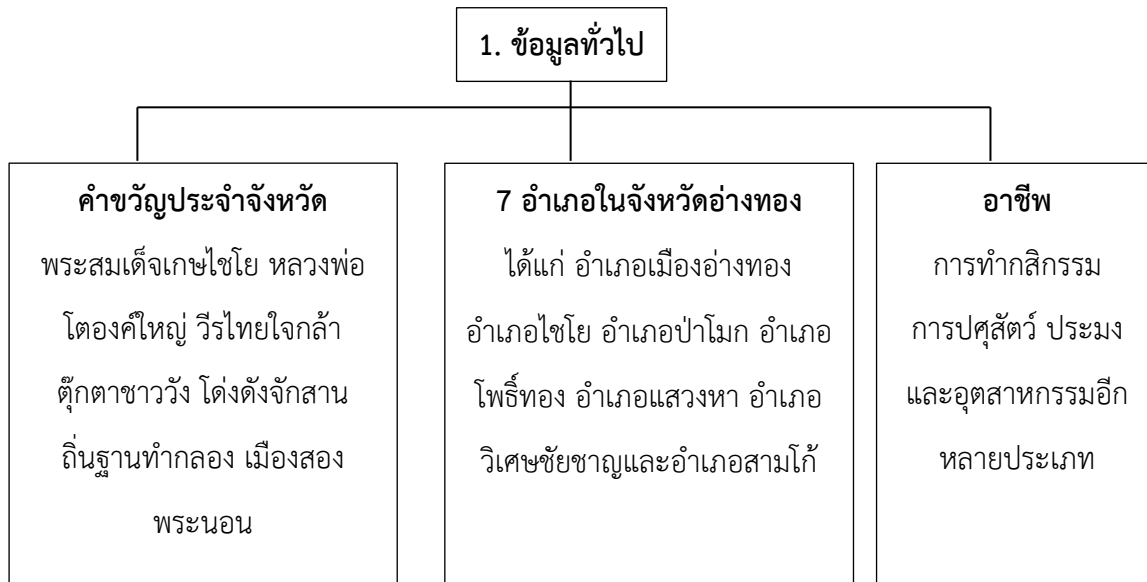 1. ข้อมูลทั่วไป
คำขวัญประจำจังหวัด
พระสมเด็จเกษไชโย หลวงพ่อ
โตองค์ใหญ่ วีรไทยใจกล้า
ตุ๊กตาชาววัง โด่งดังจักสาน
ถิ่นฐานทำกลอง เมืองสอง
พระนอน
7 อำเภอในจังหวัดอ่างทอง
ได้แก่ อำเภอเมืองอ่างทอง
อำเภอไชโย อำเภอป่าโมก อำเภอ
โพธิ์ทอง อำเภอแสวงหา อำเภอ
วิเศษชัยชาญและอำเภอสามโก้
อาชีพ
การทำกสิกรรม
การปศุสัตว์ ประมง
และอุตสาหกรรมอีก
หลายประเภท